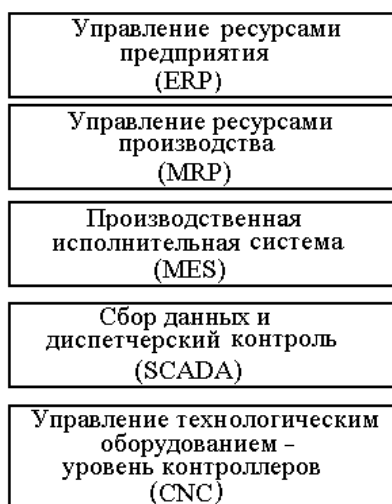 Управление ресурсами
предприятия
(ERP)
Управление ресурсами
производства
(MRP)
Производственная
исполнительная система
(MES)
Сбор данных и
диспетчерский контроль
(SCADA)
Управление технологическим
оборудованием –
уровень контроллеров
(CNC)